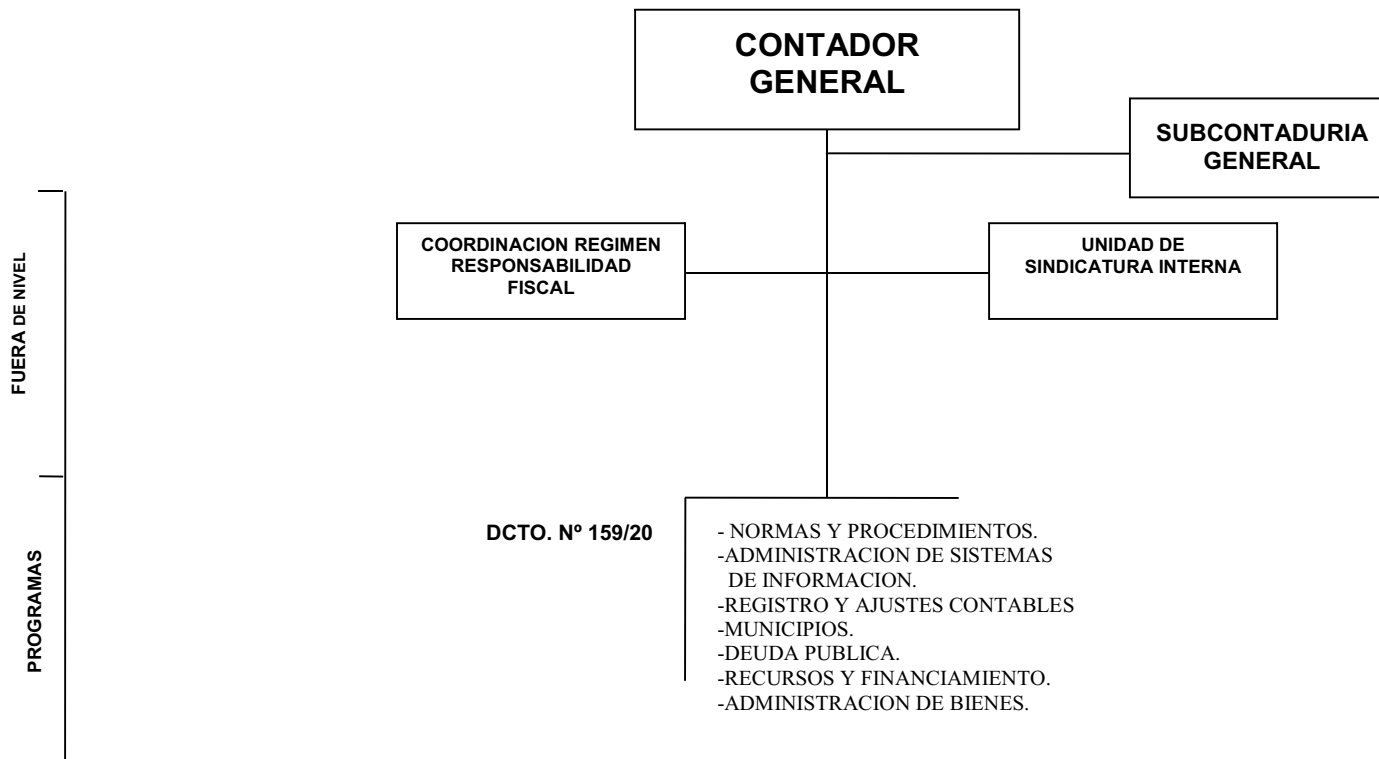 CONTADOR
GENERAL
SUBCONTADURIA
GENERAL
FUERA DE NIVEL
COORDINACION REGIMEN
RESPONSABILIDAD
FISCAL
UNIDAD DE
SINDICATURA INTERNA
PROGRAMAS
DCTO. Nº 159/20
- NORMAS Y PROCEDIMIENTOS.
-ADMINISTRACION DE SISTEMAS
DE INFORMACION.
-REGISTRO Y AJUSTES CONTABLES
-MUNICIPIOS.
-DEUDA PUBLICA.
-RECURSOS Y FINANCIAMIENTO.
-ADMINISTRACION DE BIENES.